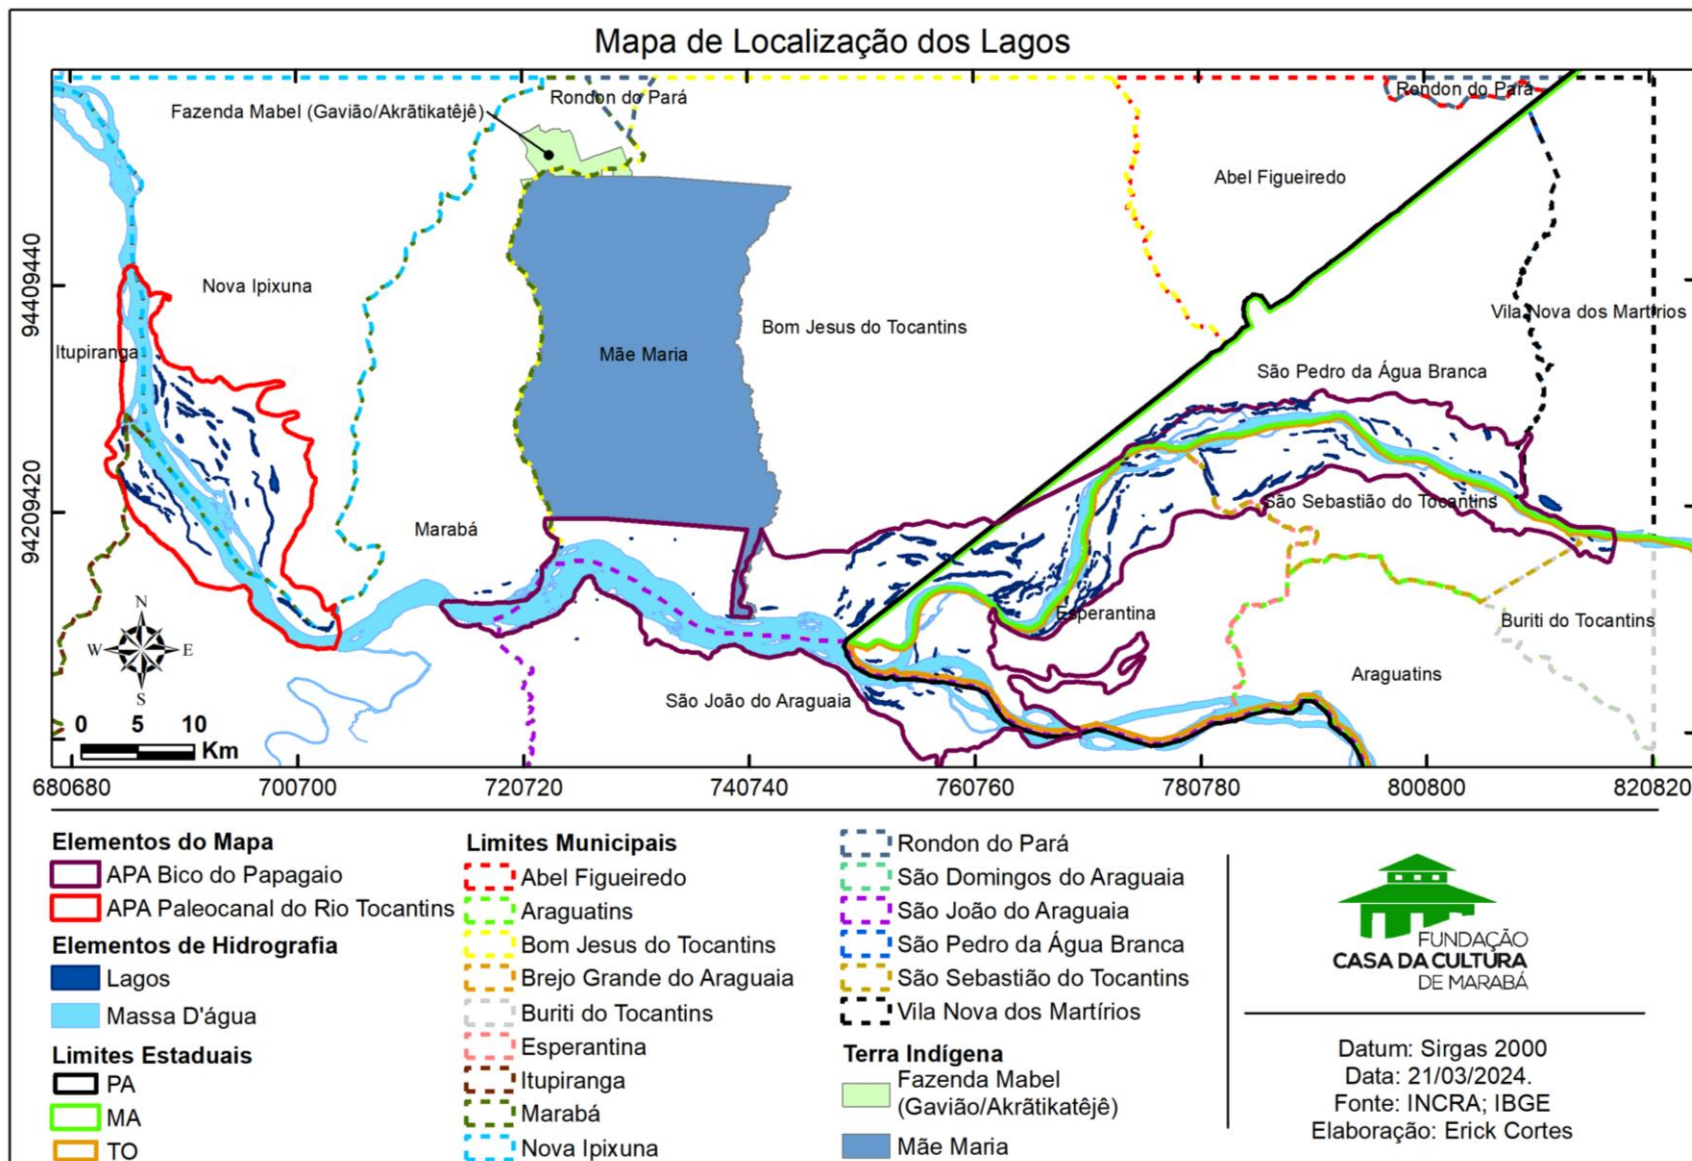 Mapa de Localização dos Lagos
Fazenda Mabel (Gavião/Akrãtikatêjê)
Rondon do Pará
Rondon do Pará
Abel Figueiredo
Nova Ipixuna
Vila Nova dos Martírios
Bom Jesus do Tocantins
Itupiranga
Mãe Maria
São Pedro da Água Branca
São Sebastião do Tocantins
Marabá
Esperantina
Buriti do Tocantins
Araguatins
São João do Araguaia
9440 9440
9420 9420
N
W E
S
0 5 10
Km
680680 700700 720720 740740 760760 780780 800800 820820
Elementos do Mapa
APA Bico do Papagaio
APA Paleocanal do Rio Tocantins
Elementos de Hidrografia
Lagos
Massa D'água
Limites Estaduais
PA
MA
TO
Limites Municipais
Abel Figueiredo
Araguatins
Bom Jesus do Tocantins
Brejo Grande do Araguaia
Buriti do Tocantins
Esperantina
Itupiranga
Marabá
Nova Ipixuna
Rondon do Pará
São Domingos do Araguaia
São João do Araguaia
São Pedro da Água Branca
São Sebastião do Tocantins
Vila Nova dos Martírios
Terra Indígena
Fazenda Mabel
(Gavião/Akrãtikatêjê)
Mãe Maria
FUNDAÇÃO
CASA DA CULTURA
DE MARABÁ
Datum: Sirgas 2000
Data: 21/03/2024.
Fonte: INCRA; IBGE
Elaboração: Erick Cortes